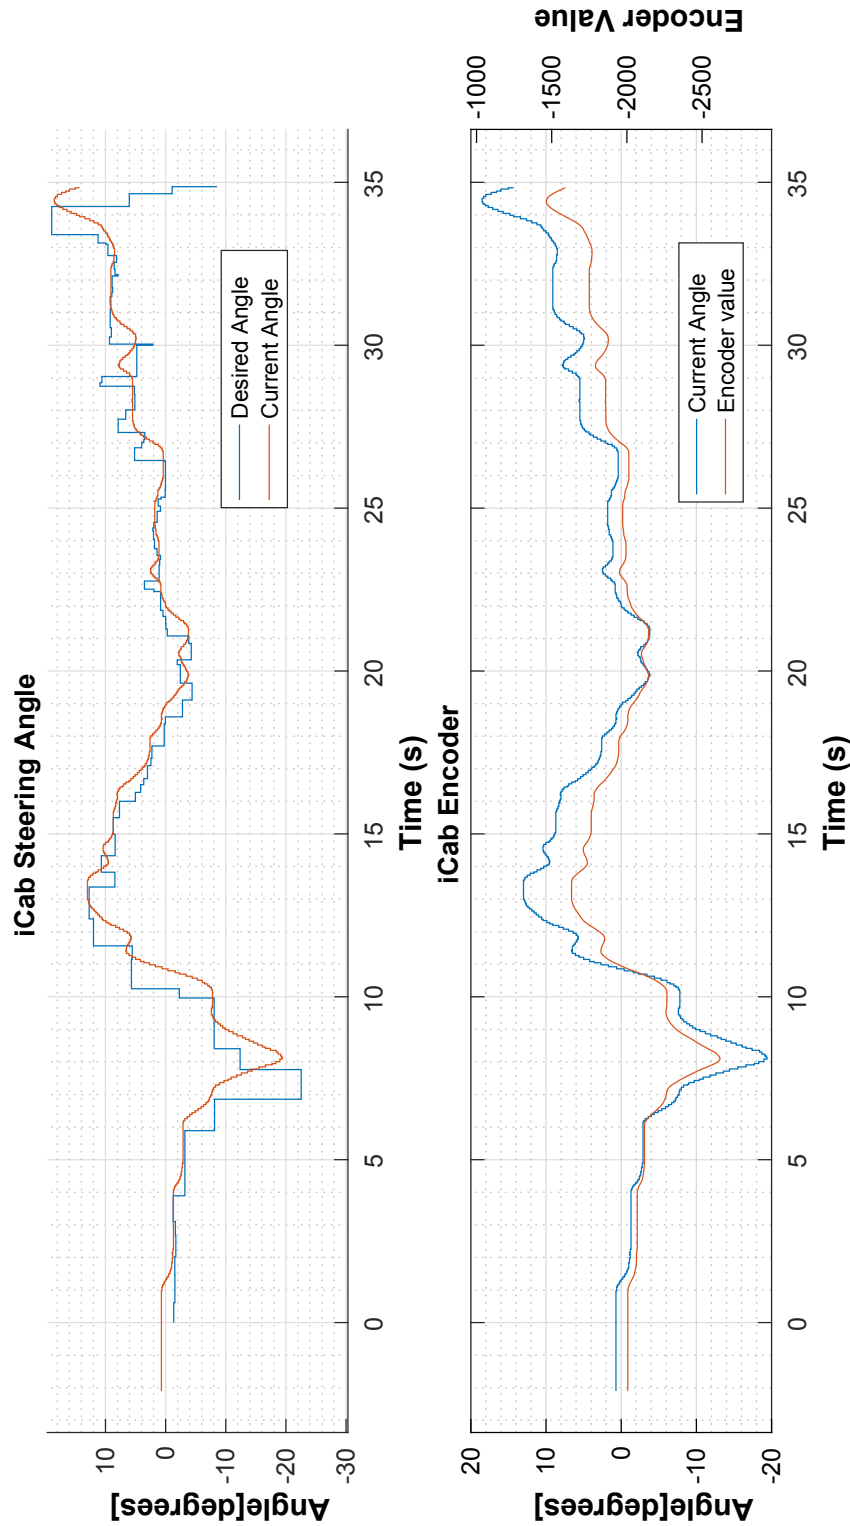 iCab Steering Angle
Angle[degrees]
10
0
-10
-20
-30
0
5
10
15
20
25
30
35
Time (s)
Desired Angle
Current Angle
iCab Encoder
Angle[degrees]
20
10
0
-10
-20
0
5
10
15
20
25
30
35
Time (s)
-1000
-1500
-2000
-2500
Encoder Value
Current Angle
Encoder value